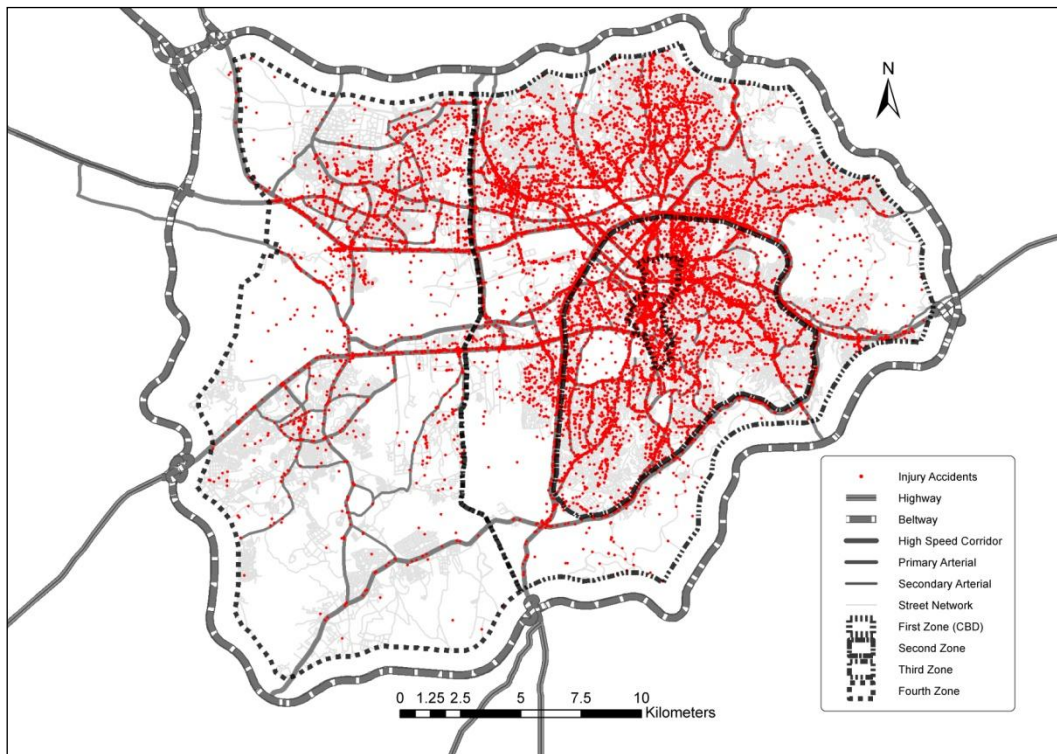 N
Injury Accidents
Highway
Beltway
High Speed Corridor
Primary Arterial
Secondary Arterial
Street Network
First Zone (CBD)
Second Zone
Third Zone
Fourth Zone
0 1.25 2.5 5 7.5 10
Kilometers